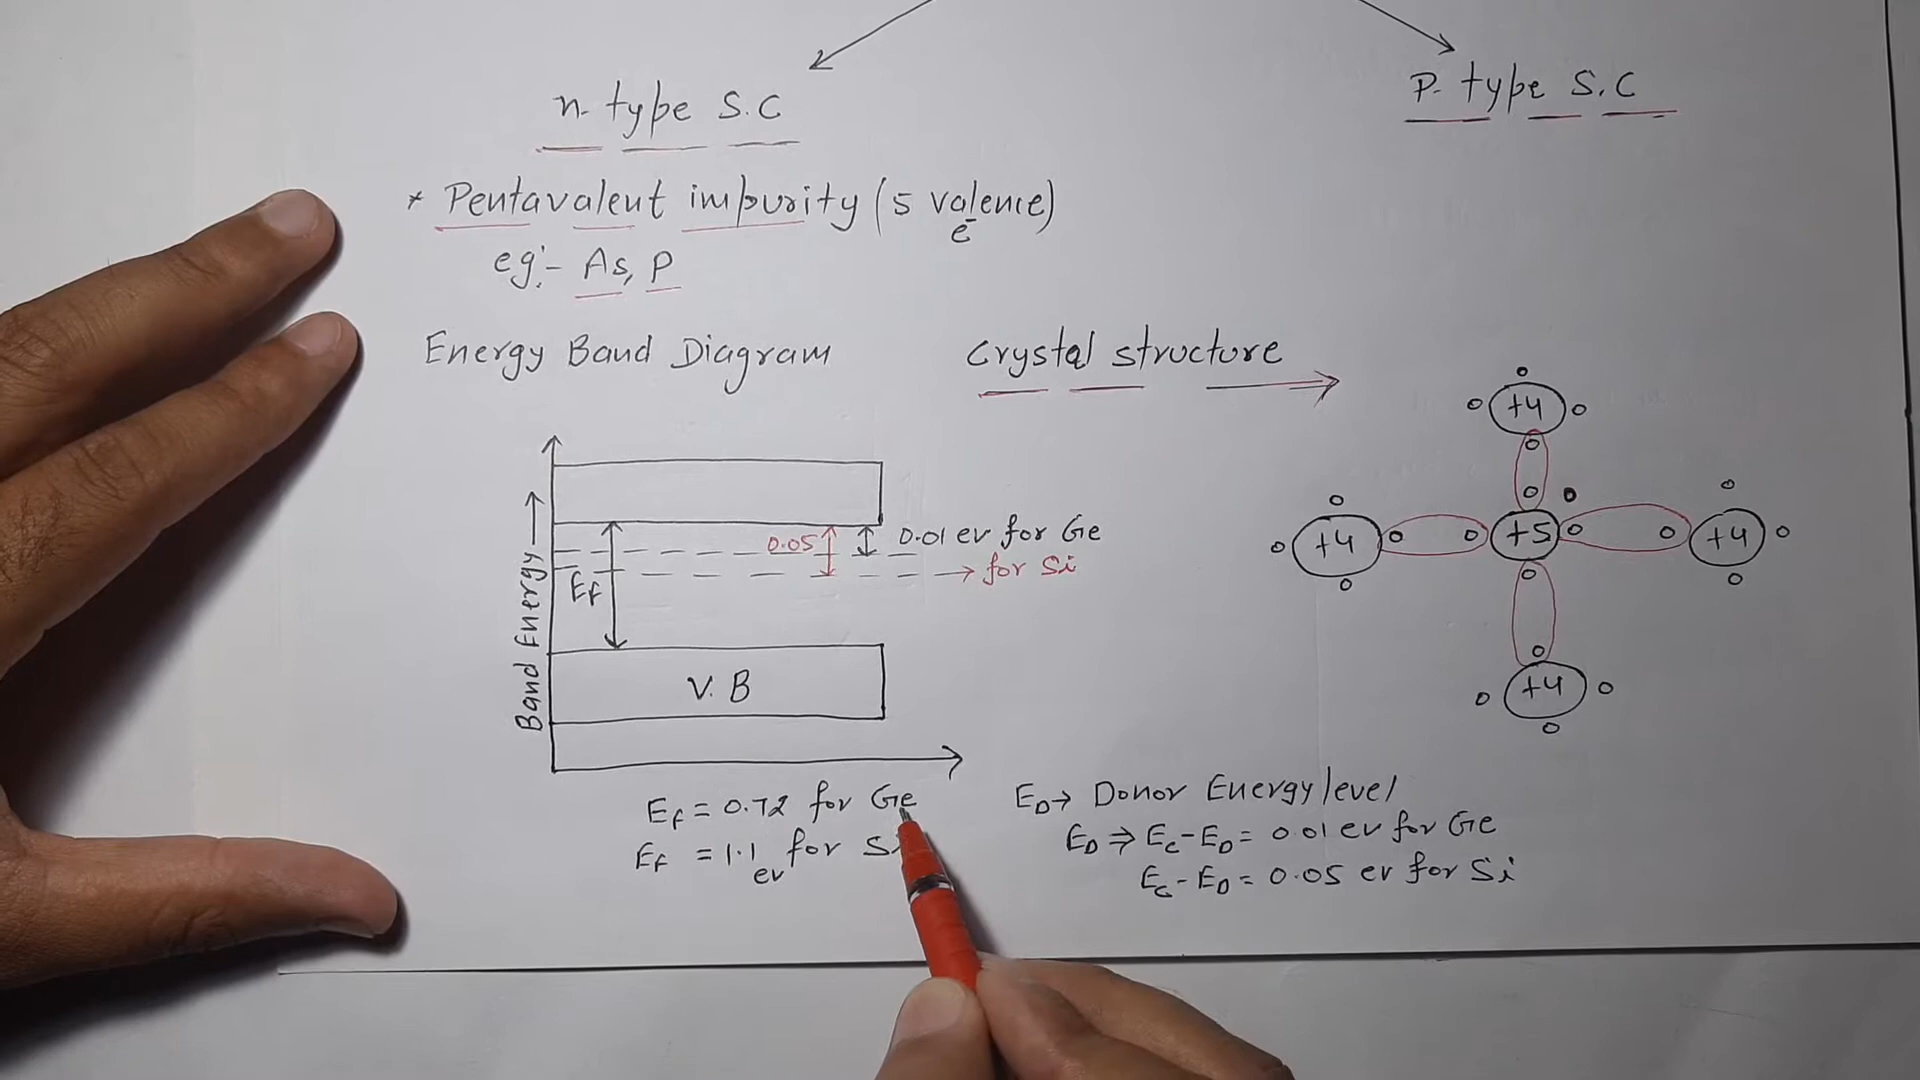 n-type S.C
P-type S.C
* Pentavalent impurity (5 valence)
e⁻
eg:- As, P
Energy Band Diagram
Crystal structure
+4
+4
+5
+4
+4
0.05
0.01 ev for Ge
Ef
→ for Si
Band Energy →
V.B
Ef = 0.72 for Ge
Ef = 1.1 for Si
ev
ED → Donor Energy level
ED ⇒ Ec-ED = 0.01 ev for Ge
Ec-ED = 0.05 ev for Si